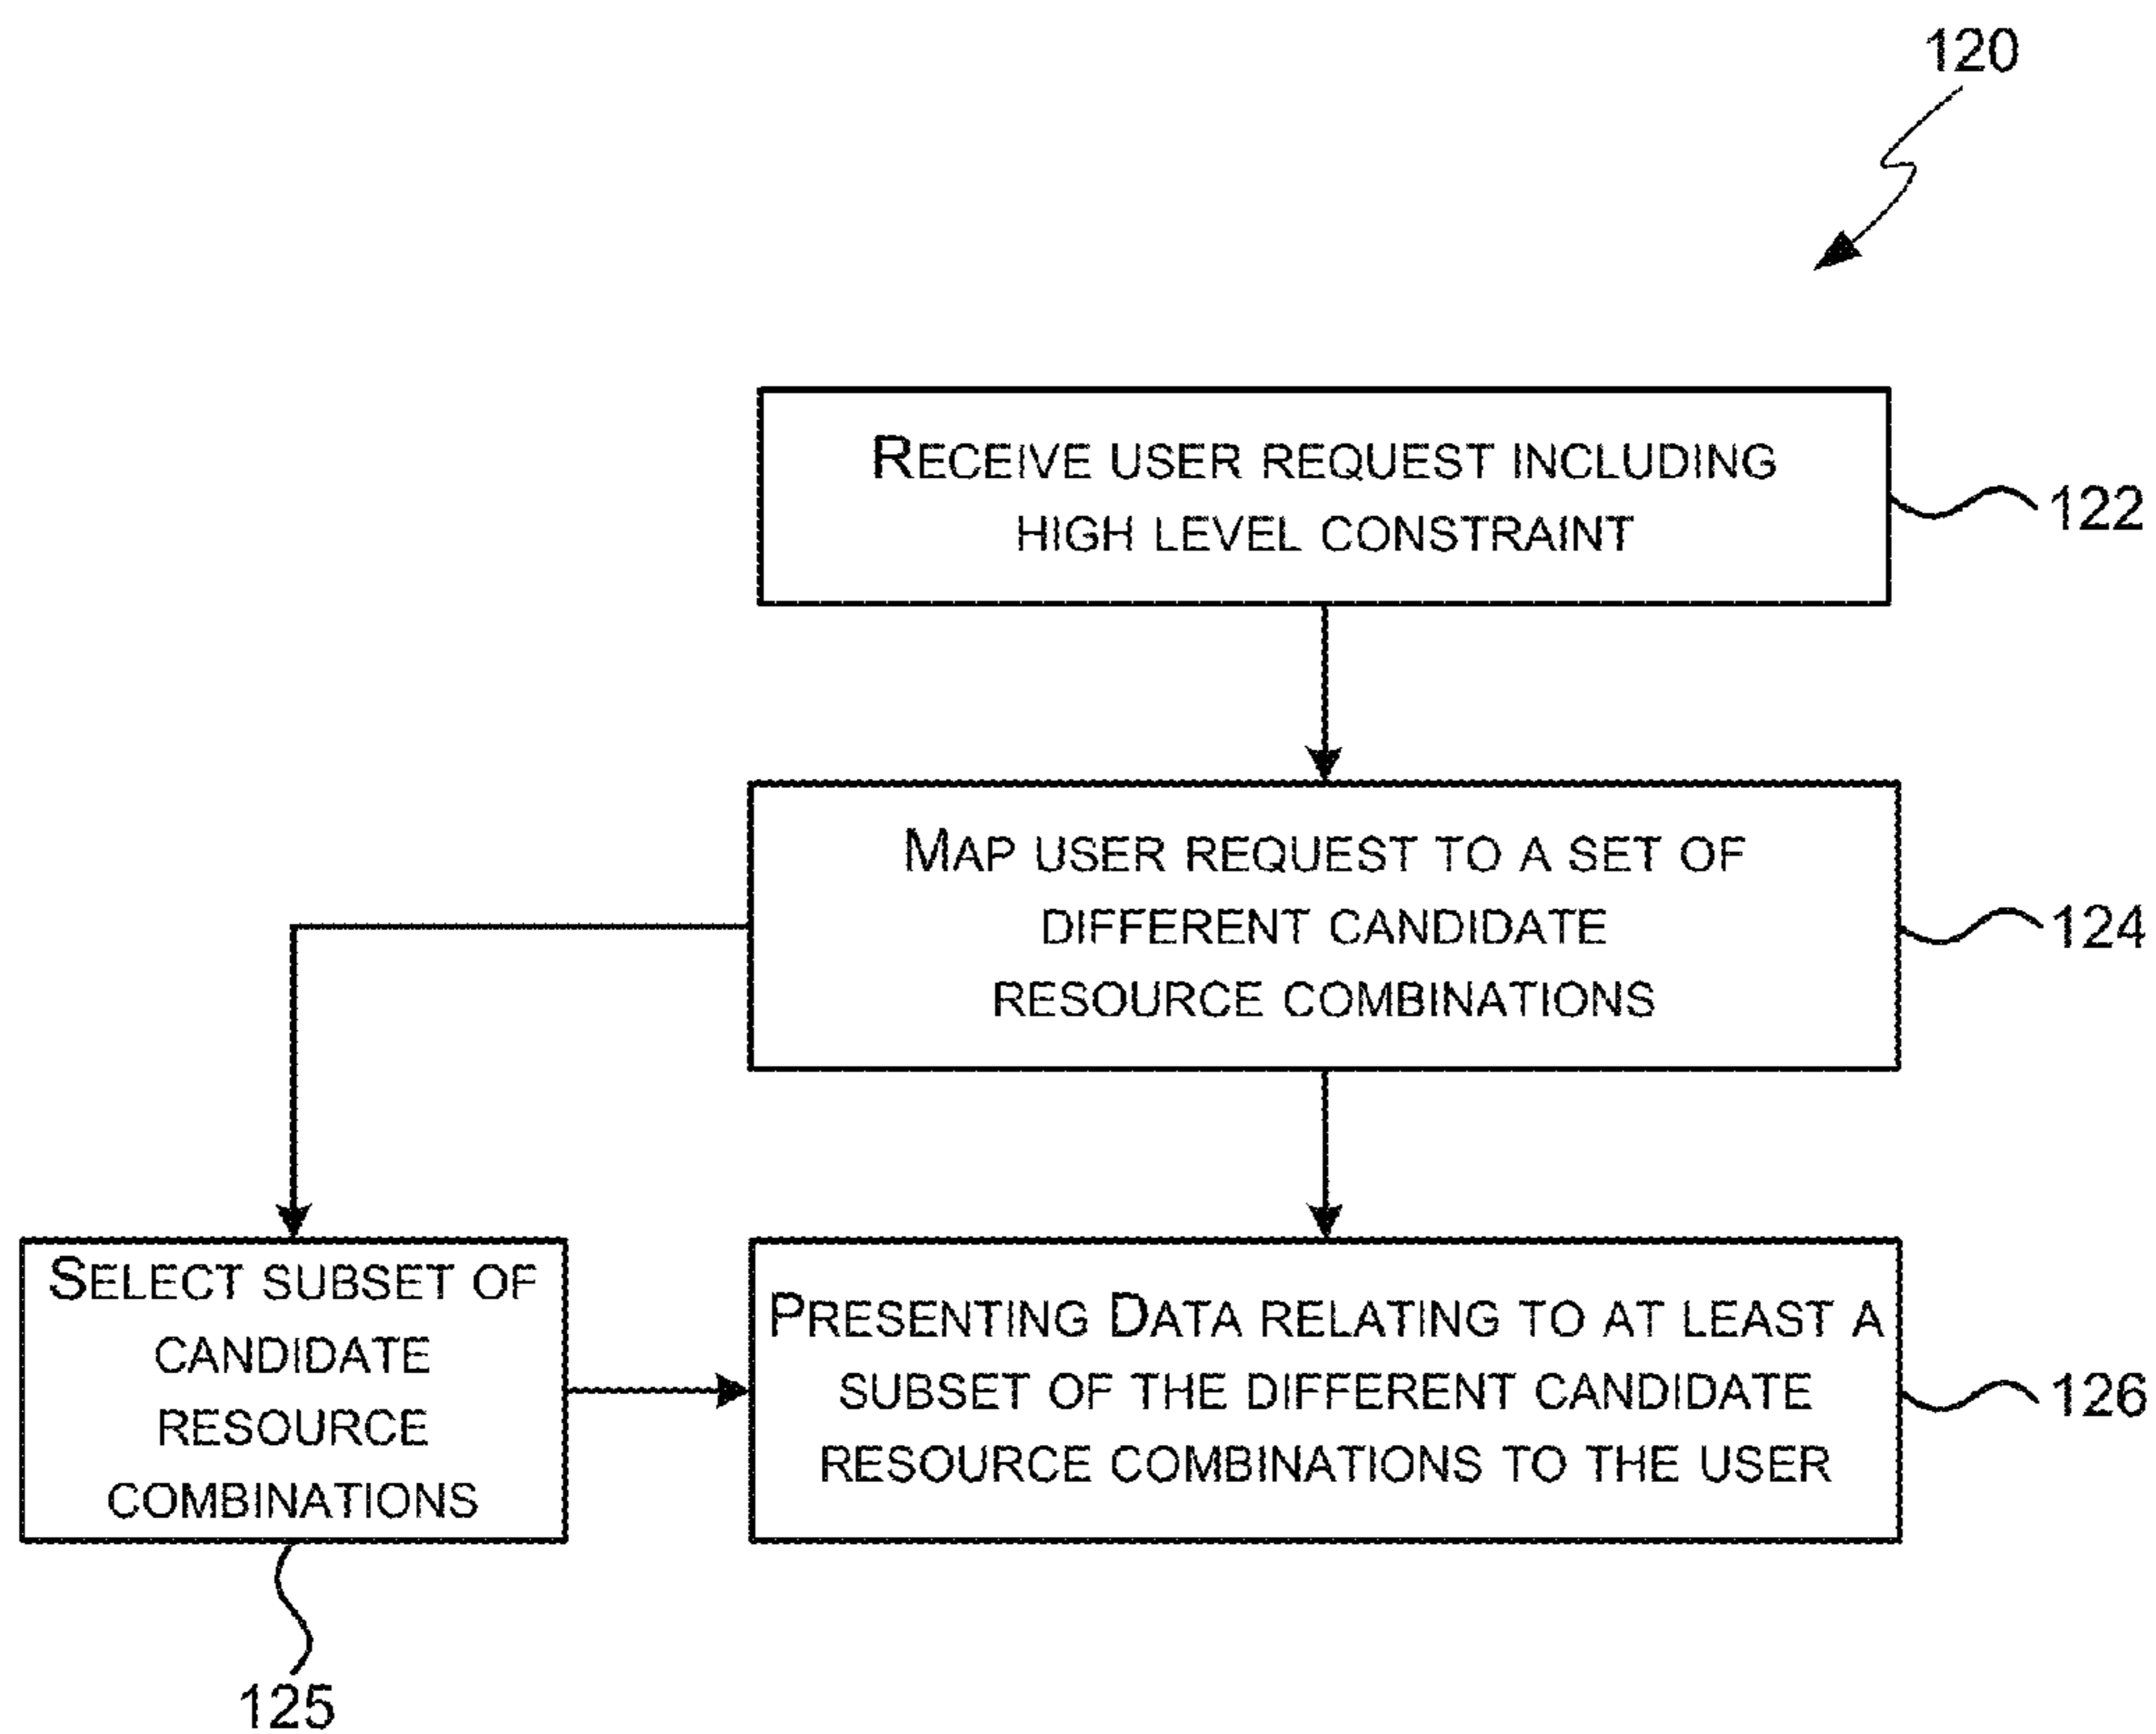 120
RECEIVE USER REQUEST INCLUDING
HIGH LEVEL CONSTRAINT
122
MAP USER REQUEST TO A SET OF
DIFFERENT CANDIDATE
RESOURCE COMBINATIONS
124
SELECT SUBSET OF
CANDIDATE
RESOURCE
COMBINATIONS
125
PRESENTING DATA RELATING TO AT LEAST A
SUBSET OF THE DIFFERENT CANDIDATE
RESOURCE COMBINATIONS TO THE USER
126